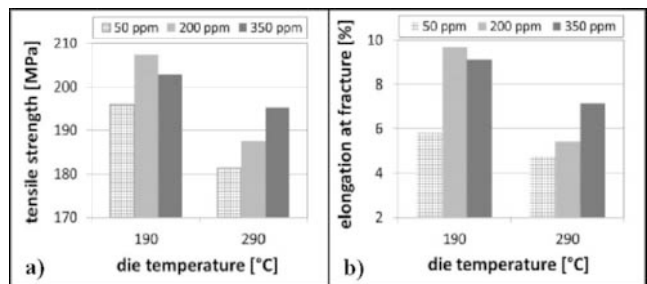 50 ppm 200 ppm 350 ppm
tensile strength [MPa]
210
200
190
180
170
190 290
die temperature [°C]
a)
50 ppm 200 ppm 350 ppm
elongation at fracture [%]
10
8
6
4
2
190 290
die temperature [°C]
b)